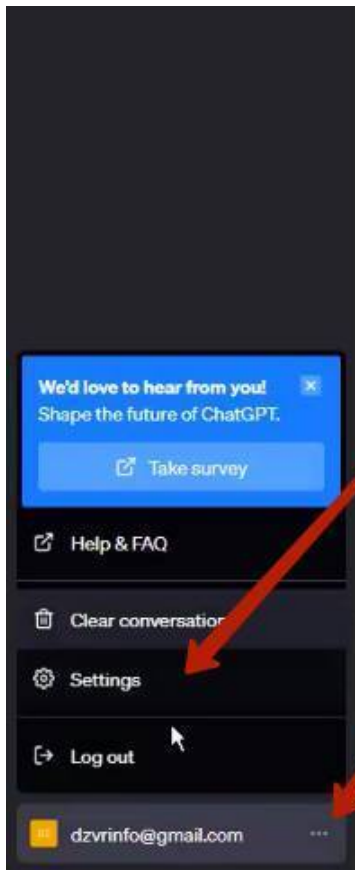 We'd love to hear from you!
Shape the future of ChatGPT.
Take survey
Help & FAQ
Clear conversation
Settings
Log out
dzvrinfo@gmail.com